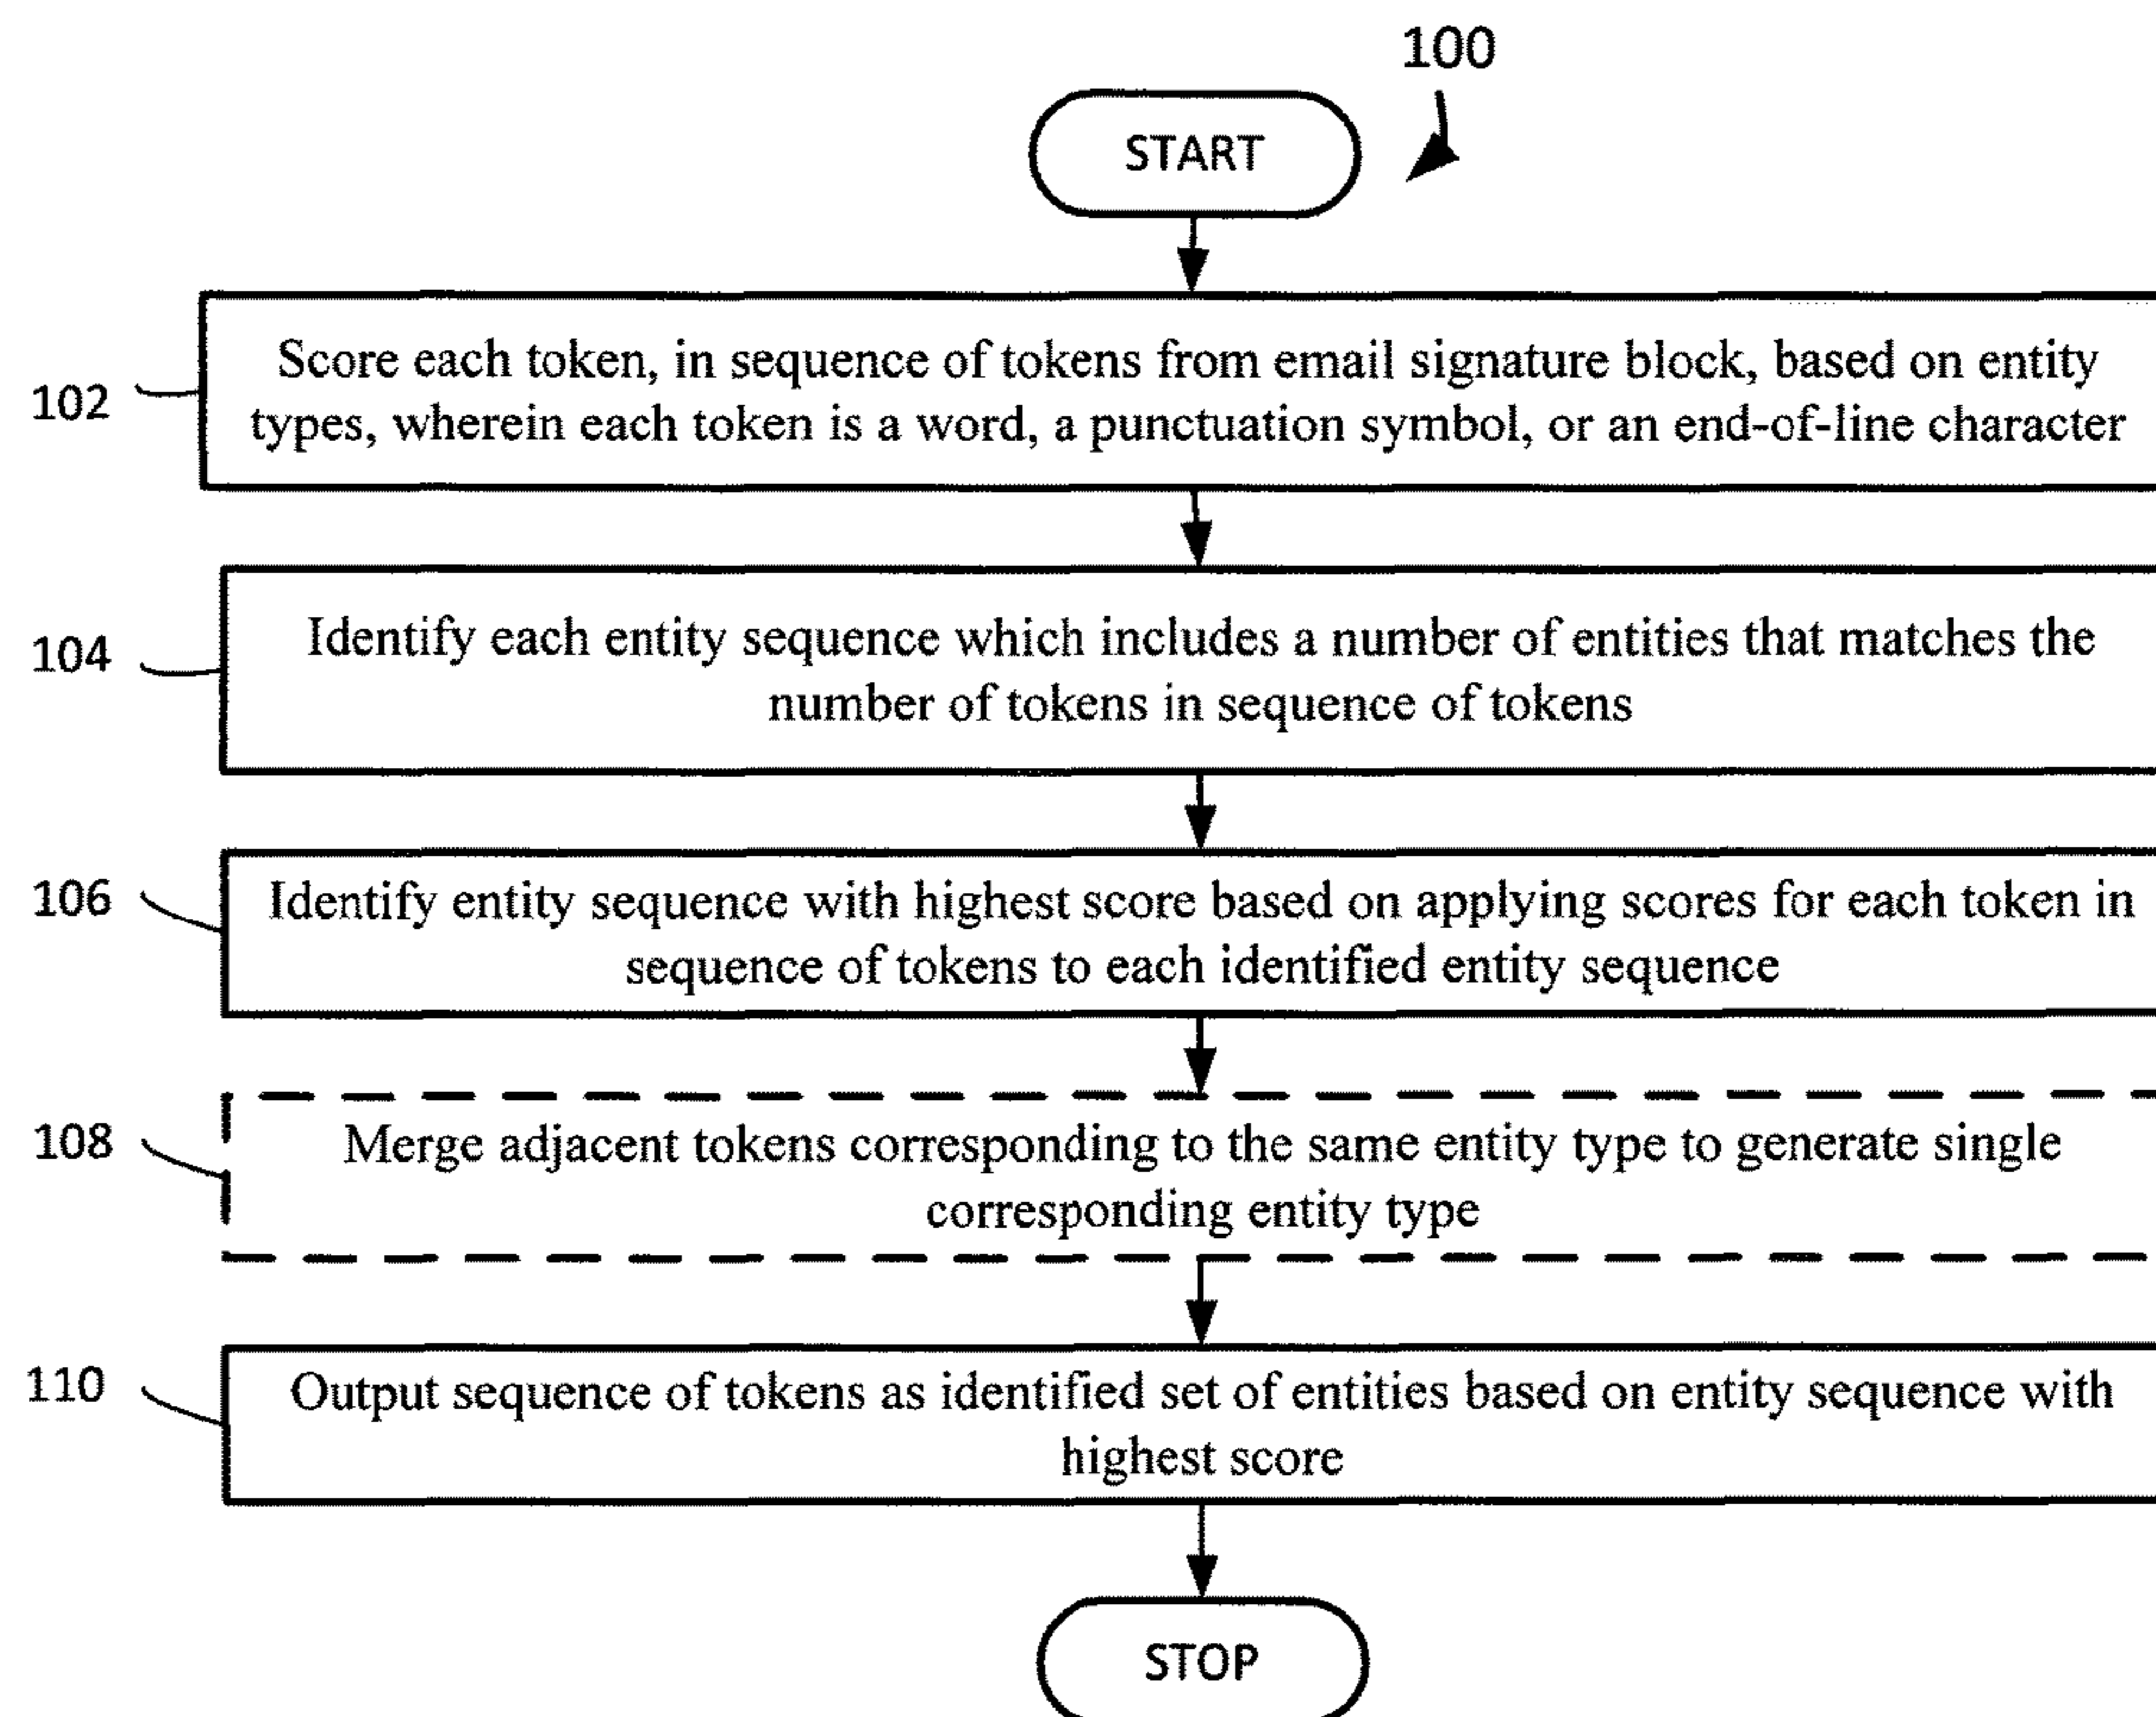 100
START
102
Score each token, in sequence of tokens from email signature block, based on entity
types, wherein each token is a word, a punctuation symbol, or an end-of-line character
104
Identify each entity sequence which includes a number of entities that matches the
number of tokens in sequence of tokens
106
Identify entity sequence with highest score based on applying scores for each token in
sequence of tokens to each identified entity sequence
108
Merge adjacent tokens corresponding to the same entity type to generate single
corresponding entity type
110
Output sequence of tokens as identified set of entities based on entity sequence with
highest score
STOP